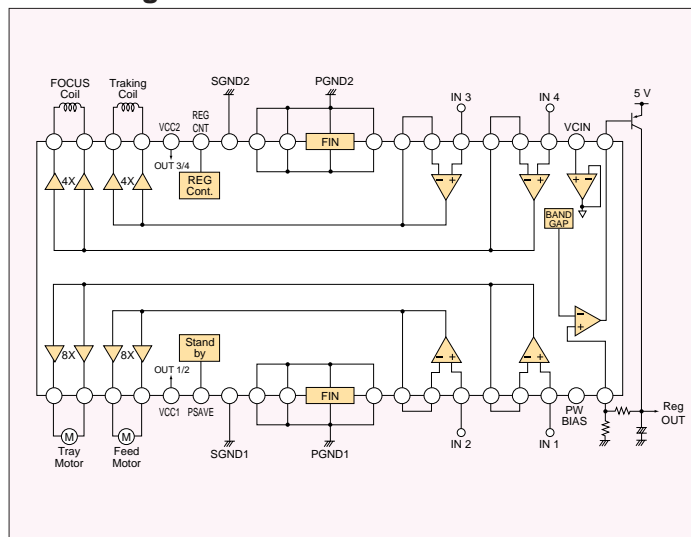 FOCUS
Coil
Traking
Coil
SGND2
PGND2
IN 3
IN 4
5 V
VCC2
REG
CNT
VCIN
OUT 3/4
FIN
4X
4X
REG
Cont.
BAND
GAP
8X
8X
Stand
by
OUT 1/2
FIN
VCC1
PSAVE
PW
BIAS
Reg
OUT
M
M
Tray
Motor
Feed
Motor
SGND1
PGND1
IN 2
IN 1